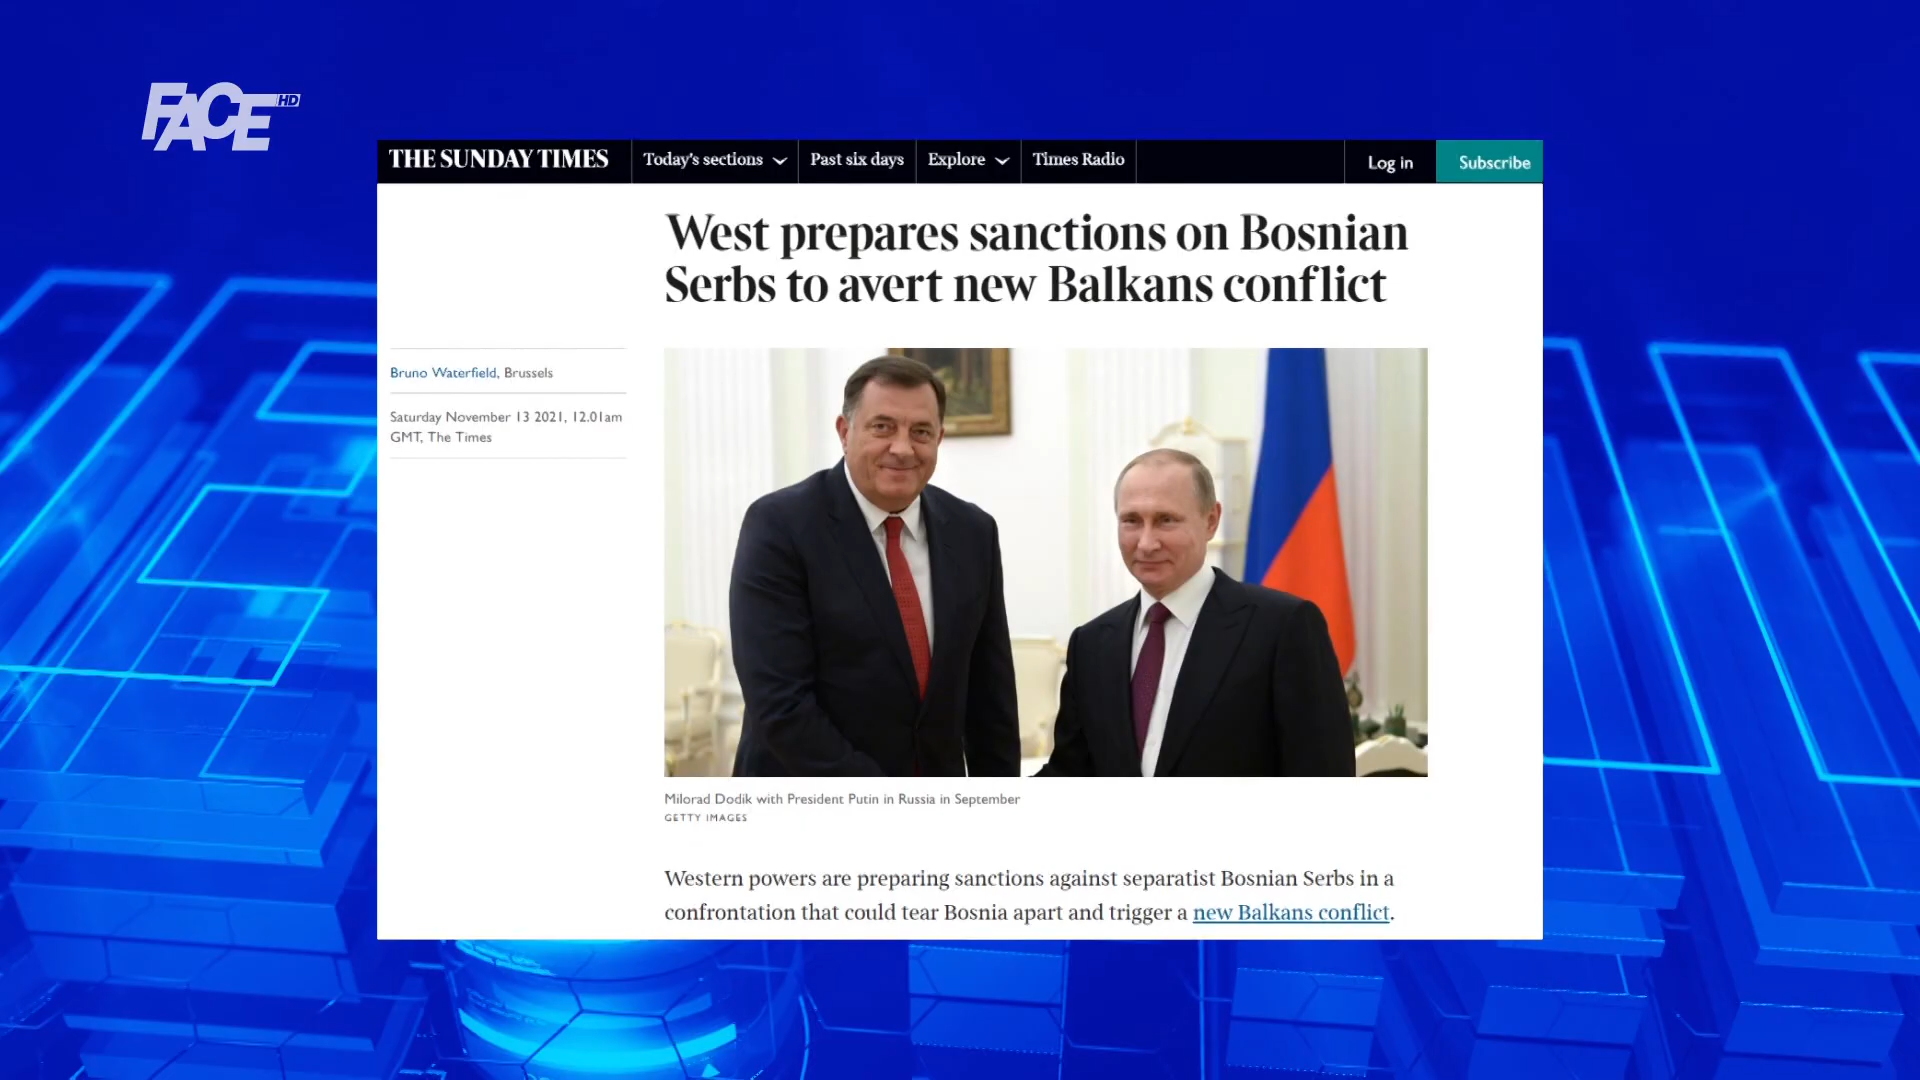 FACE HD
THE SUNDAY TIMES
Today's sections
Past six days
Explore
Times Radio
Log in
Subscribe
West prepares sanctions on Bosnian
Serbs to avert new Balkans conflict
Bruno Waterfield, Brussels
Saturday November 13 2021, 12.01am
GMT, The Times
Milorad Dodik with President Putin in Russia in September
GETTY IMAGES
Western powers are preparing sanctions against separatist Bosnian Serbs in a
confrontation that could tear Bosnia apart and trigger a new Balkans conflict.